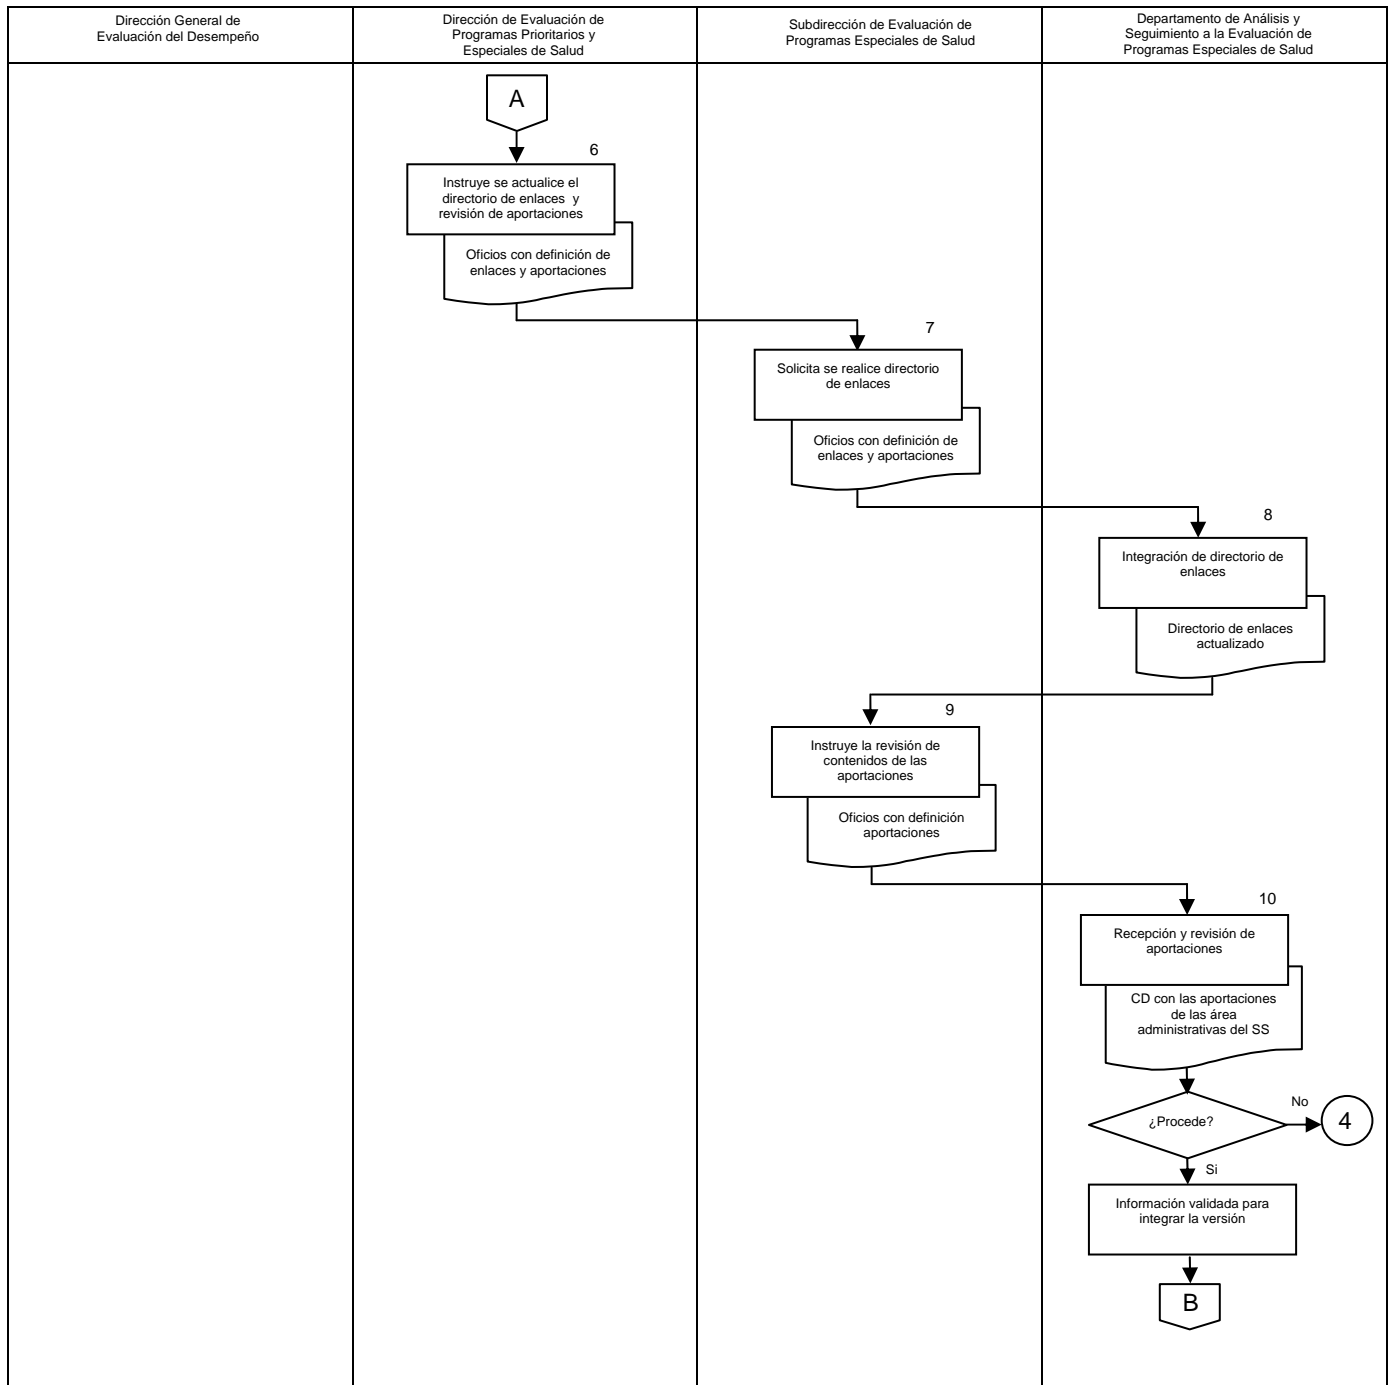 Dirección General de
Evaluación del Desempeño
Dirección de Evaluación de
Programas Prioritarios y
Especiales de Salud
Subdirección de Evaluación de
Programas Especiales de Salud
Departamento de Análisis y
Seguimiento a la Evaluación de
Programas Especiales de Salud
A
6
Instruye se actualice el
directorio de enlaces y
revisión de aportaciones
Oficios con definición de
enlaces y aportaciones
7
Solicita se realice directorio
de enlaces
Oficios con definición de
enlaces y aportaciones
8
Integración de directorio de
enlaces
Directorio de enlaces
actualizado
9
Instruye la revisión de
contenidos de las
aportaciones
Oficios con definición
aportaciones
10
Recepción y revisión de
aportaciones
CD con las aportaciones
de las área
administrativas del SS
¿Procede?
No
4
Si
Información validada para
integrar la versión
B